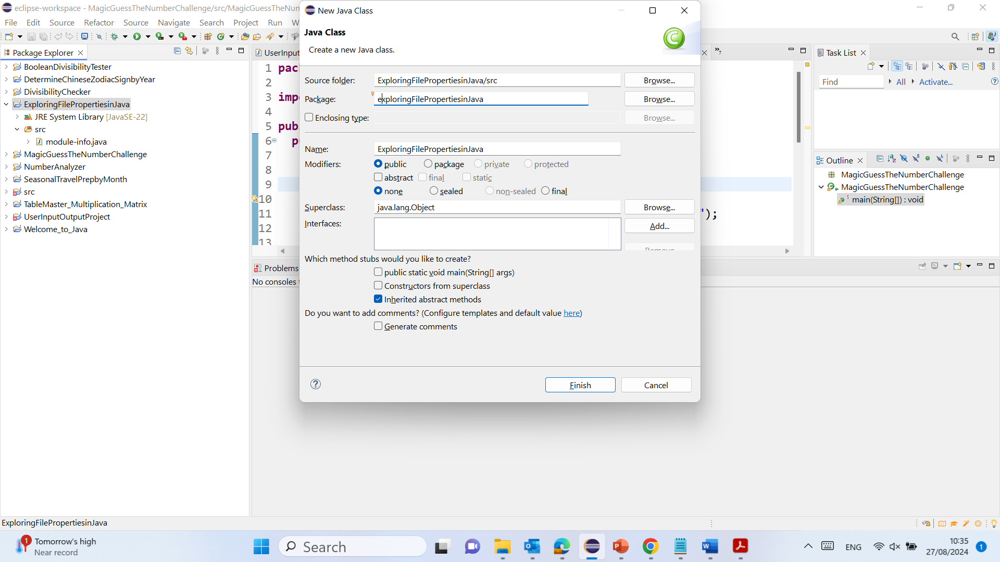 eclipse-workspace - MagicGuessTheNumberChallenge/src/MagicGuessTheNum
File Edit Source Refactor Source Navigate Search Project Run W
Package Explorer
BooleanDivisibilityTester
DetermineChineseZodiacSignbyYear
DivisibilityChecker
ExploringFilePropertiesinJava
JRE System Library [JavaSE-22]
src
module-info.java
MagicGuessTheNumberChallenge
NumberAnalyzer
SeasonalTravelPrepbyMonth
src
TableMaster_Multiplication_Matrix
UserInputOutputProject
Welcome_to_Java
UserInput
1 pac
2
3 imp
4
5 pub
6 p
7
8
9
10
11 ");
12
13
Problems
No consoles
New Java Class
Java Class
Create a new Java class.
Source folder: ExploringFilePropertiesinJava/src Browse...
Package: exploringFilePropertiesinJava Browse...
Enclosing type: Browse...
Name: ExploringFilePropertiesinJava
Modifiers: public package private protected
abstract final static
none sealed non-sealed final
Superclass: java.lang.Object Browse...
Interfaces: Add...
Remove
Which method stubs would you like to create?
public static void main(String[] args)
Constructors from superclass
Inherited abstract methods
Do you want to add comments? (Configure templates and default value here)
Generate comments
Finish Cancel
7
Task List
Find All Activate...
Outline
MagicGuessTheNumberChallenge
MagicGuessTheNumberChallenge
main(String[]) : void
ExploringFilePropertiesinJava
1 Tomorrow's high
Near record
Search
ENG
10:35
27/08/2024
1